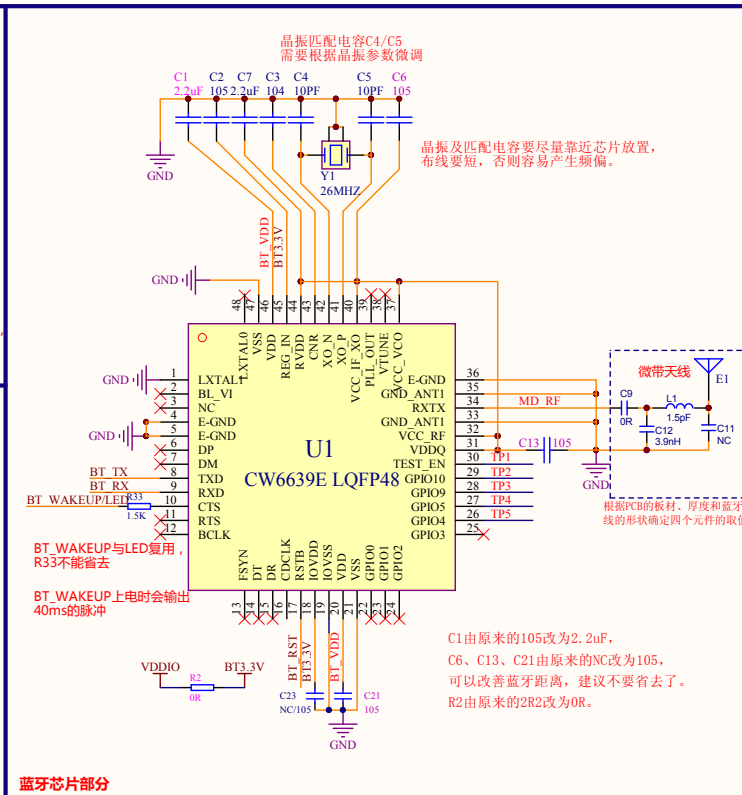 晶振匹配电容C4/C5
需要根据晶振参数微调
C1 C2 C7 C3 C4 C5 C6
2.2uF 105 2.2uF 104 10PF 10PF 105
晶振及匹配电容要尽量靠近芯片放置，
布线要短，否则容易产生频偏。
GND
Y1
26MHZ
BT_VDD
BT3.3V
GND
48 47 46 45 44 43 42 41 40 39 38 37
LXTAL0 VSS VDD REG_IN RVDD CNR XO_N XO_P VCC_IF_XO PLL_OUT VTUNE VCC_VCO
GND 1 LXTAL1
2 BL_VI
3 NC
4 E-GND
GND 5 E-GND
6 DP
7 DM
BT_TX 8 TXD
BT_RX 9 RXD
BT_WAKEUP/LED R33 10 CTS
1.5K
11 RTS
12 BCLK
U1
CW6639E LQFP48
E-GND 36
GND_ANT1 35
RXTX 34 MD_RF
GND_ANT1 33
VCC_RF 32
VDDQ 31 C13 105
TEST_EN 30 TP1
GPIO10 29 TP2
GPIO9 28 TP3
GPIO5 27 TP4
GPIO4 26 TP5
GPIO3 25
微带天线
E1
C9
0R
L1
1.5pF
C12
3.9nH
C11
NC
GND
根据PCB的板材、厚度和蓝牙
线的形状确定四个元件的取值
FSYN DT DR CDCLK RSTB IOVDD IOVSS VDD VSS GPIO0 GPIO1 GPIO2
13 14 15 16 17 18 19 20 21 22 23 24
BT_WAKEUP与LED复用，
R33不能省去
BT_WAKEUP上电时会输出
40ms的脉冲
BT_RST
BT3.3V
BT_VDD
VDDIO BT3.3V
R2
0R
C23
NC/105
C21
105
GND
C1由原来的105改为2.2uF，
C6、C13、C21由原来的NC改为105，
可以改善蓝牙距离，建议不要省去了。
R2由原来的2R2改为0R。
蓝牙芯片部分